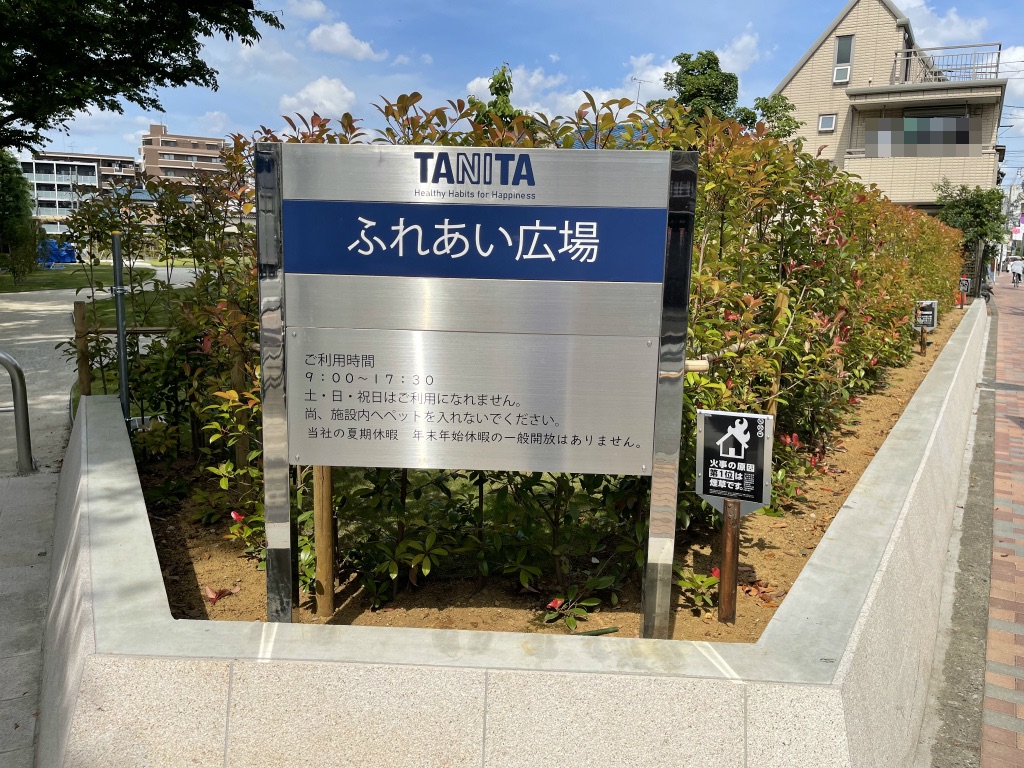 TANITA
Healthy Habits for Happiness
ふれあい広場
ご利用時間
９：００～１７：３０
土・日・祝日はご利用になれません。
尚、施設内へペットを入れないでください。
当社の夏期休暇　年末年始休暇の一般開放はありません。
火事の原因
第1位は
煙草です。